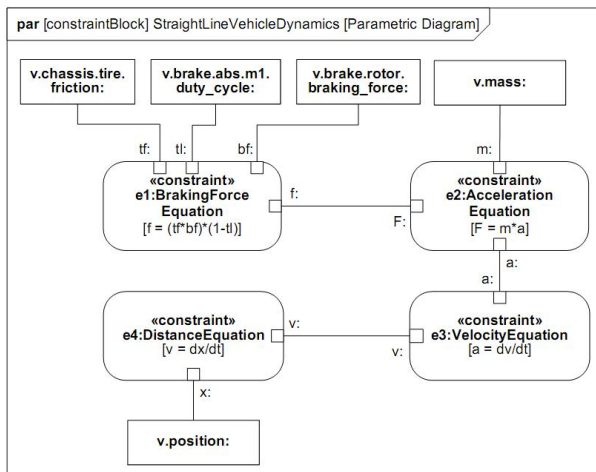 par [constraintBlock] StraightLineVehicleDynamics [Parametric Diagram]
v.chassis.tire.
friction:
v.brake.abs.m1.
duty_cycle:
v.brake.rotor.
braking_force:
v.mass:
tf:
tl:
bf:
m:
«constraint»
e1:BrakingForce
Equation
[f = (tf*bf)*(1-tl)]
f:
F:
«constraint»
e2:Acceleration
Equation
[F = m*a]
a:
a:
«constraint»
e4:DistanceEquation
[v = dx/dt]
v:
v:
«constraint»
e3:VelocityEquation
[a = dv/dt]
x:
v.position: